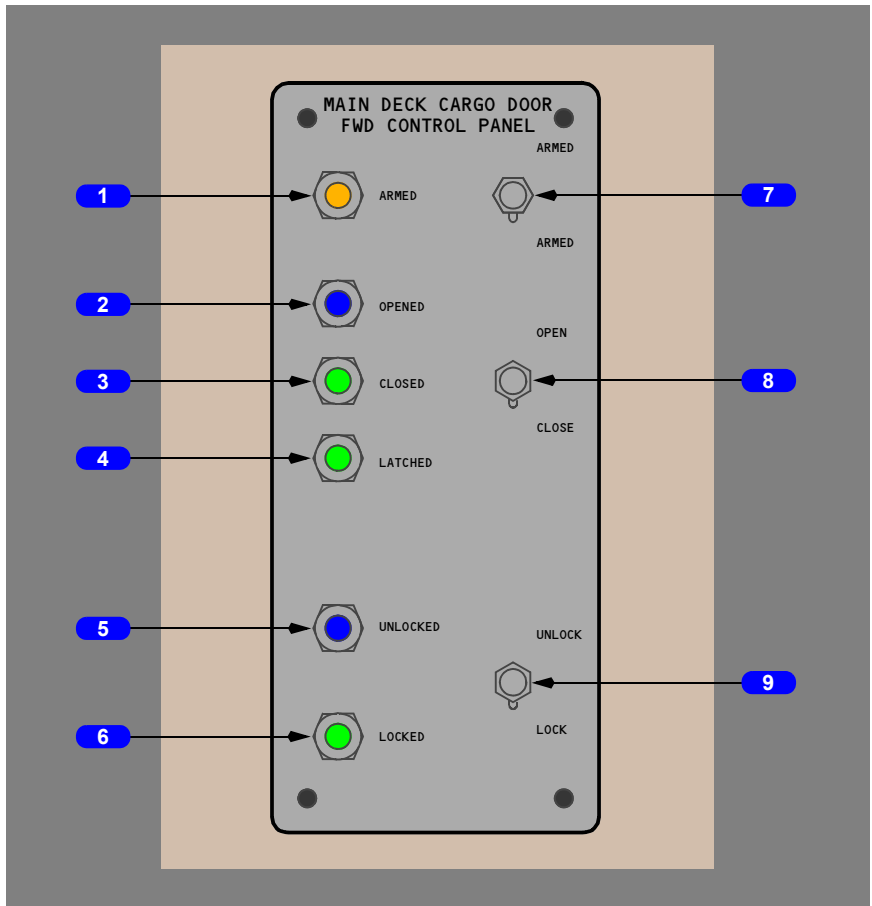 MAIN DECK CARGO DOOR
FWD CONTROL PANEL
ARMED
1
ARMED
7
ARMED
2
OPENED
OPEN
3
CLOSED
8
CLOSE
4
LATCHED
5
UNLOCKED
UNLOCK
9
6
LOCKED
LOCK